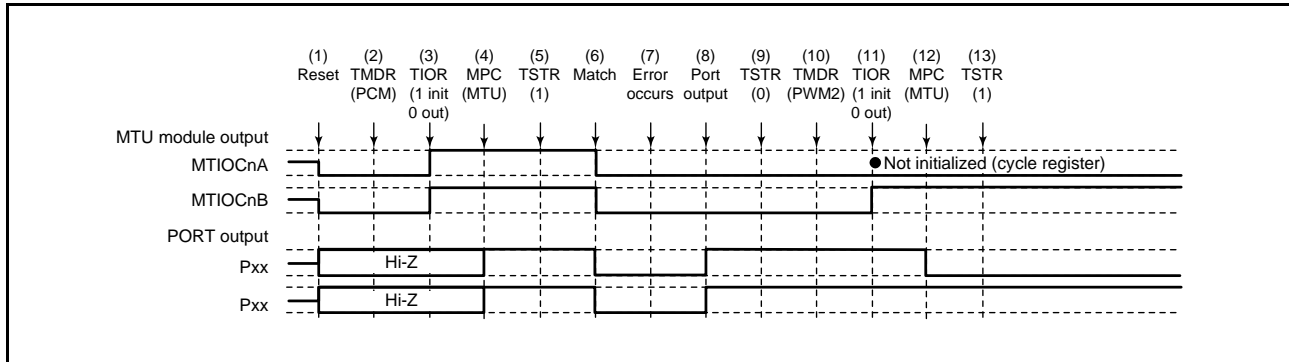 (1) (2) (3) (4) (5) (6) (7) (8) (9) (10) (11) (12) (13)
Reset TMDR TIOR MPC TSTR Match Error Port TSTR TMDR TIOR MPC TSTR
(PCM) (1 init (MTU) (1) occurs output (0) (PWM2) (1 init (MTU) (1)
0 out) 0 out)
MTU module output
MTIOCnA
Not initialized (cycle register)
MTIOCnB
PORT output
Pxx Hi-Z
Pxx Hi-Z